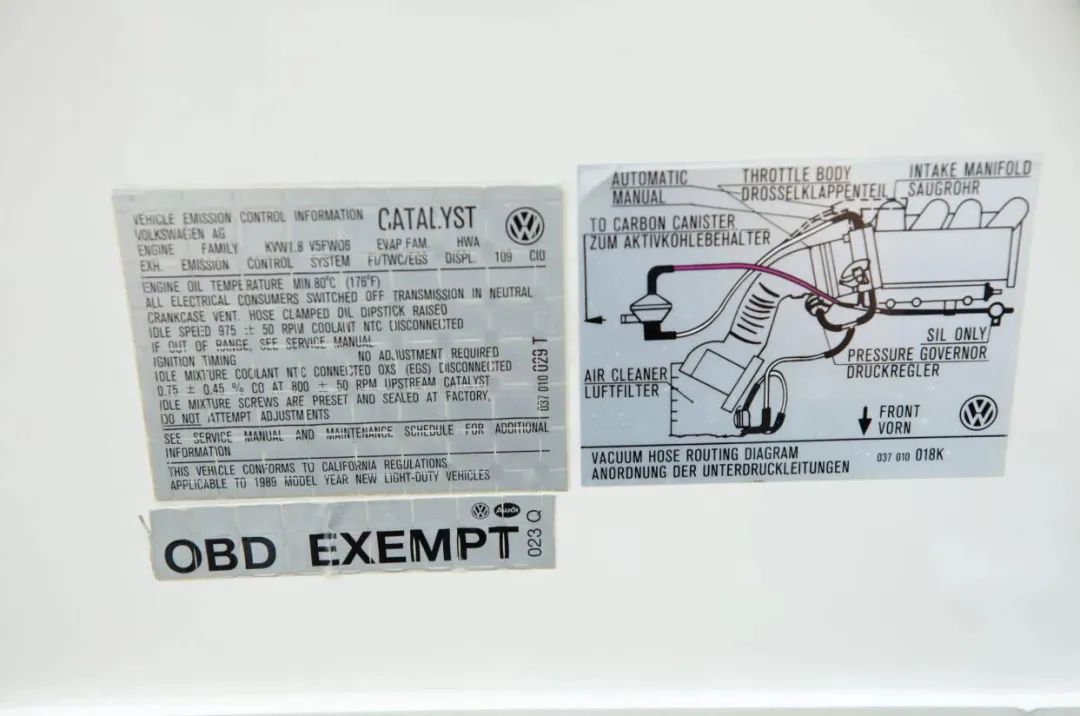 VEHICLE EMISSION CONTROL INFORMATION CATALYST
VOLKSWAGEN AG
ENGINE FAMILY KVW1.8 V5FW06 EVAP.FAM. HWA
EXH. EMISSION CONTROL SYSTEM FI/TWC/EGS DISPL. 109 CID
ENGINE OIL TEMPERATURE MIN.80°C (176°F)
ALL ELECTRICAL CONSUMERS SWITCHED OFF TRANSMISSION IN NEUTRAL
CRANKCASE VENT. HOSE CLAMPED OIL DIPSTICK RAISED
IDLE SPEED 975 ± 50 RPM COOLANT NTC DISCONNECTED
IF OUT OF RANGE, SEE SERVICE MANUAL
IGNITION TIMING NO ADJUSTMENT REQUIRED
IDLE MIXTURE COOLANT NTC CONNECTED OXS (EGS) DISCONNECTED
0.75 ± 0.45 % CO AT 800 ± 50 RPM UPSTREAM CATALYST
IDLE MIXTURE SCREWS ARE PRESET AND SEALED AT FACTORY.
DO NOT ATTEMPT ADJUSTMENTS
037 010 029 T
SEE SERVICE MANUAL AND MAINTENANCE SCHEDULE FOR ADDITIONAL
INFORMATION
THIS VEHICLE CONFORMS TO CALIFORNIA REGULATIONS
APPLICABLE TO 1989 MODEL YEAR NEW LIGHT-DUTY VEHICLES
Audi
OBD EXEMPT
023 Q
AUTOMATIC
MANUAL
THROTTLE BODY
DROSSELKLAPPENTEIL
INTAKE MANIFOLD
SAUGROHR
TO CARBON CANISTER
ZUM AKTIVKOHLEBEHALTER
SIL ONLY
PRESSURE GOVERNOR
DRUCKREGLER
AIR CLEANER
LUFTFILTER
FRONT
VORN
VACUUM HOSE ROUTING DIAGRAM
ANORDNUNG DER UNTERDRUCKLEITUNGEN
037 010 018K